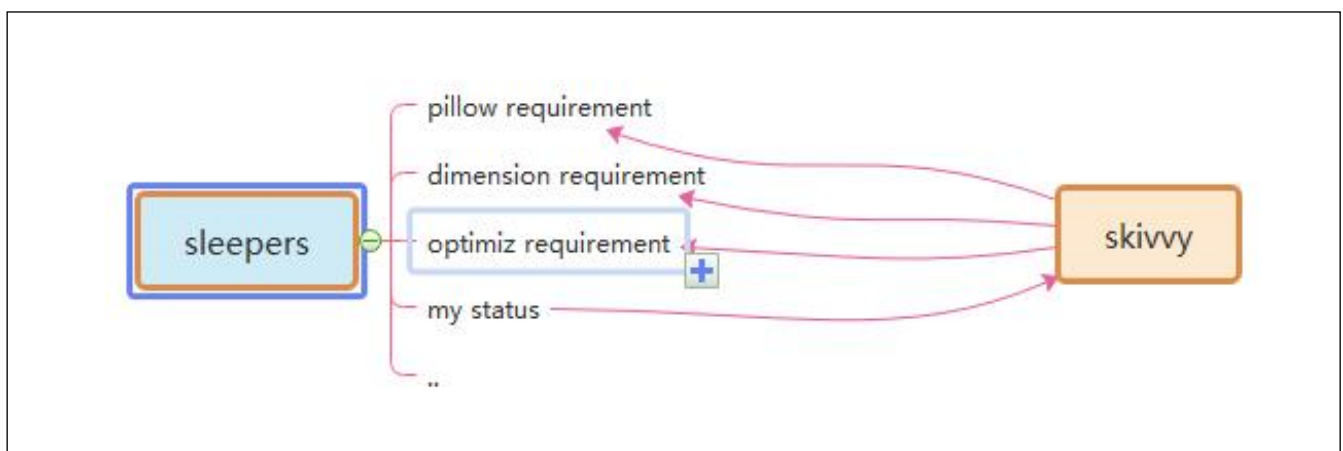 pillow requirement
dimension requirement
sleepers
optimiz requirement
skivvy
my status
..